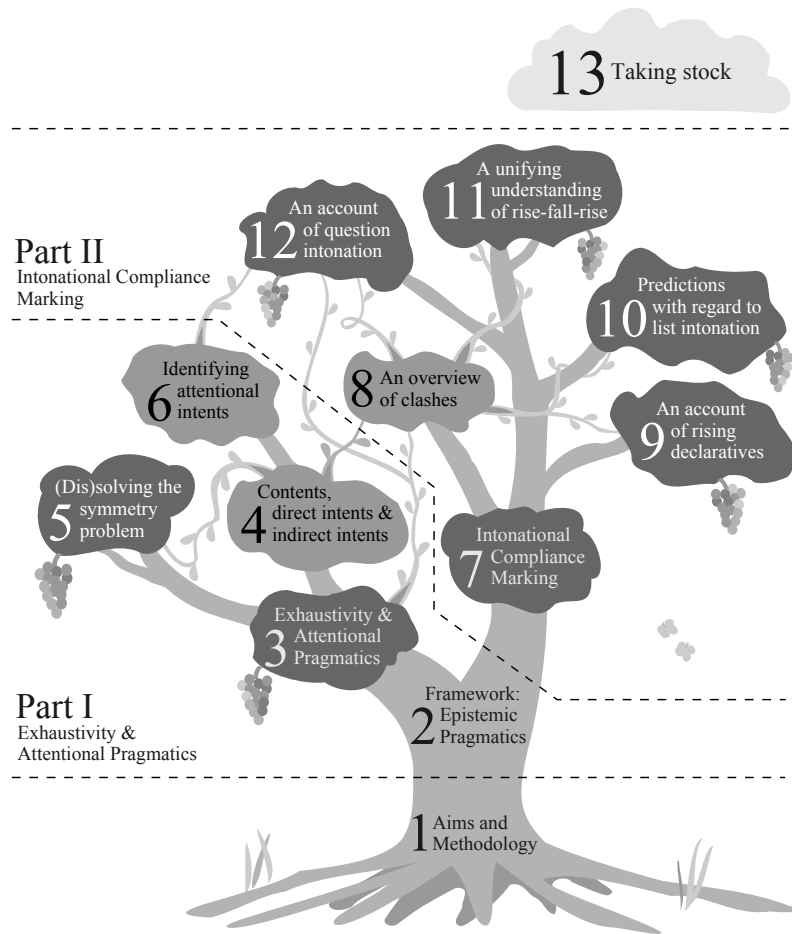 13 Taking stock
11 A unifying
understanding
of rise-fall-rise
12 An account
of question
intonation
Part II
Intonational Compliance
Marking
10 Predictions
with regard to
list intonation
6 Identifying
attentional
intents
8 An overview
of clashes
9 An account
of rising
declaratives
5 (Dis)solving the
symmetry
problem
4 Contents,
direct intents &
indirect intents
7 Intonational
Compliance
Marking
3 Exhaustivity &
Attentional
Pragmatics
Part I
Exhaustivity &
Attentional Pragmatics
2 Framework:
Epistemic
Pragmatics
1 Aims and
Methodology